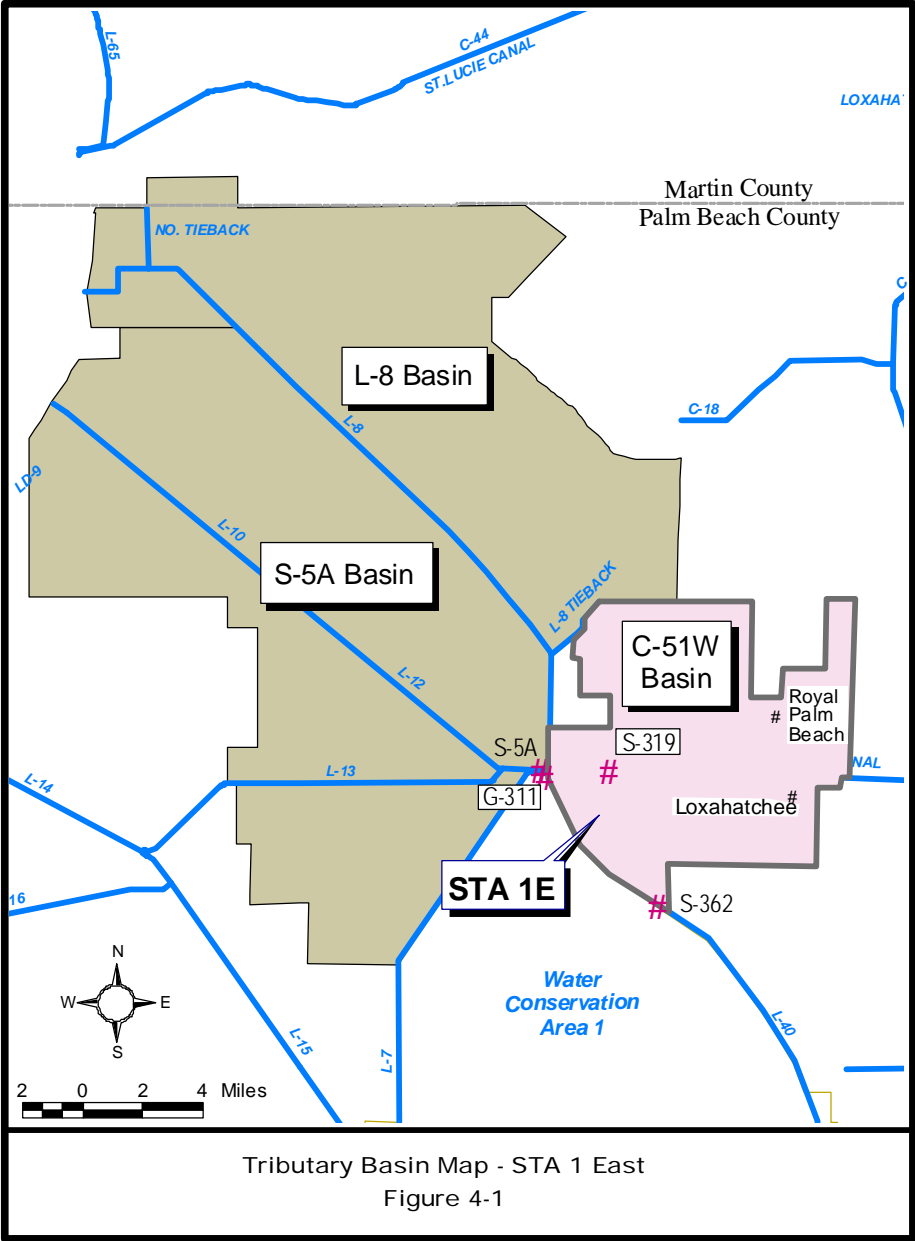 L-65
C-44
ST.LUCIE CANAL
LOXAHA
Martin County
Palm Beach County
NO. TIEBACK
C
L-8 Basin
L-8
C-18
LD-9
L-10
S-5A Basin
L-8 TIEBACK
C-51W
Basin
L-12
Royal
Palm
Beach
#
S-5A
S-319
#
#
#
NAL
L-13
L-14
G-311
Loxahatchee
#
STA 1E
16
#
S-362
N
W
E
S
Water
Conservation
Area 1
L-15
L-7
L-40
2 0 2 4 Miles
Tributary Basin Map - STA 1 East
Figure 4-1